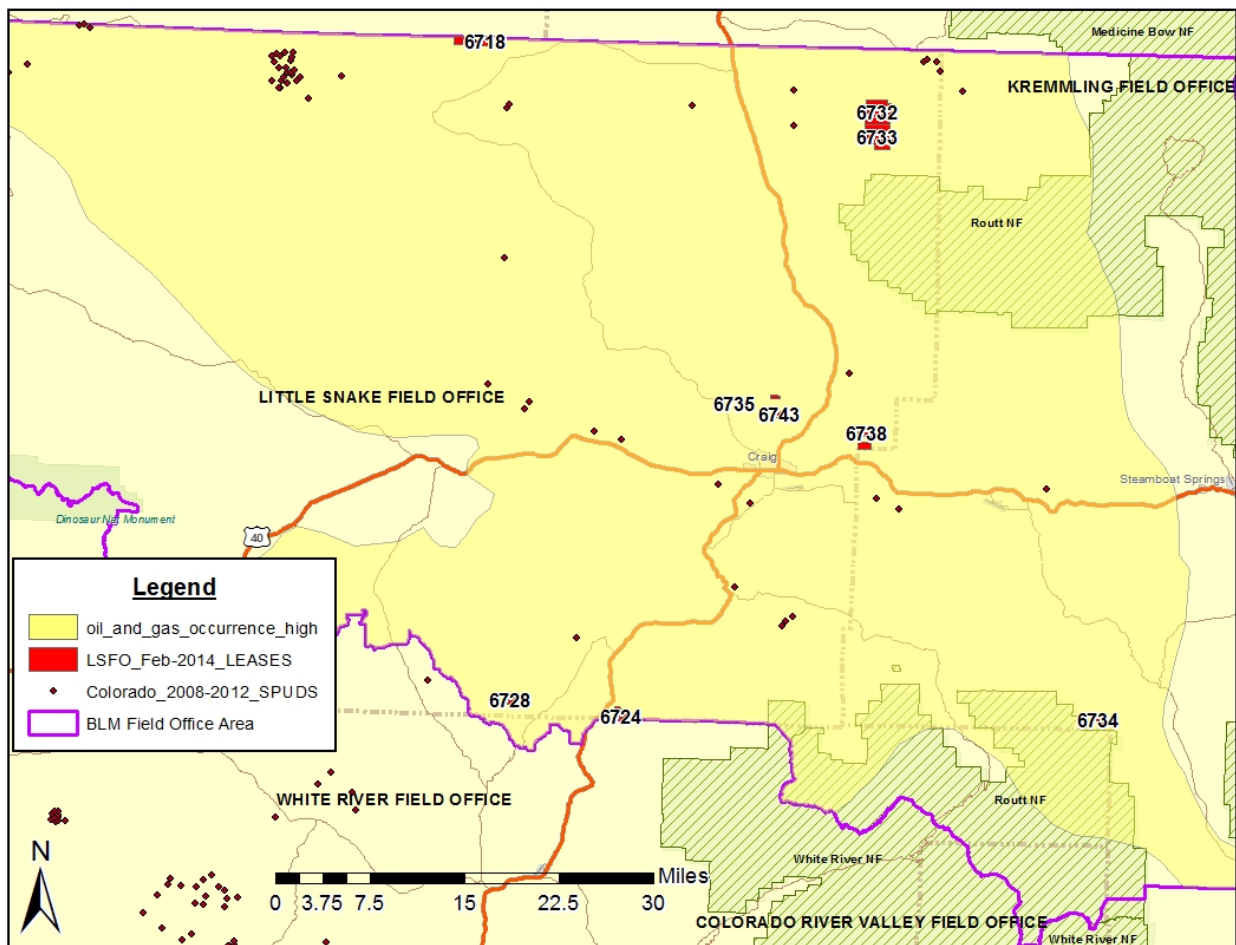 6718
Medicine Bow NF
KREMMLING FIELD OFFICE
6732
6733
Routt NF
LITTLE SNAKE FIELD OFFICE
6735
6743
6738
Craig
Steamboat Springs
Dinosaur Nat Monument
40
Legend
oil_and_gas_occurrence_high
LSFO_Feb-2014_LEASES
Colorado_2008-2012_SPUDS
BLM Field Office Area
6728
6724
6734
WHITE RIVER FIELD OFFICE
Routt NF
White River NF
N
Miles
0 3.75 7.5 15 22.5 30
COLORADO RIVER VALLEY FIELD OFFICE
White River NF